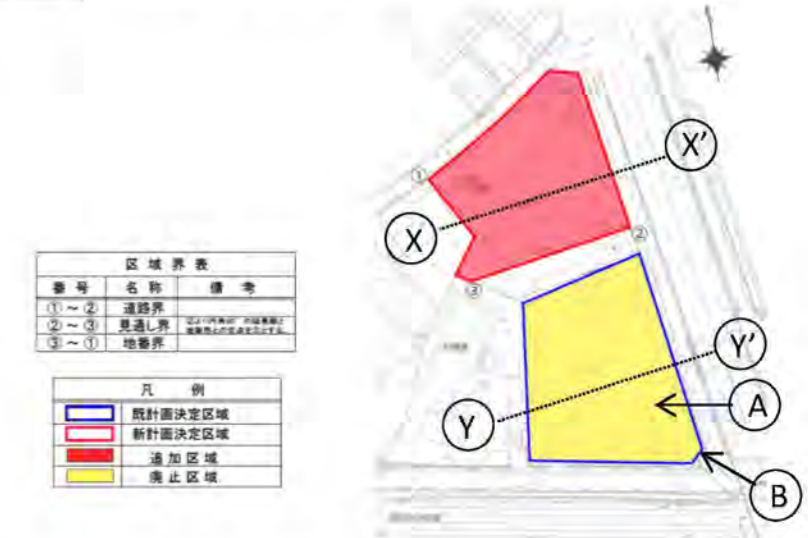 区域界表
番号 名称 備考
①～② 道路界
②～③ 見通し界
③～① 地番界
凡例
既計画決定区域
新計画決定区域
追加区域
廃止区域
X'
①
X
②
③
Y'
A
Y
B